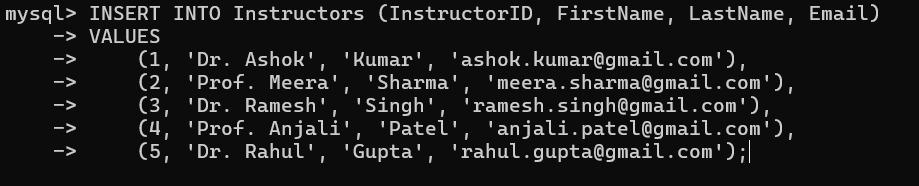 mysql> INSERT INTO Instructors (InstructorID, FirstName, LastName, Email)
    -> VALUES
    ->     (1, 'Dr. Ashok', 'Kumar', 'ashok.kumar@gmail.com'),
    ->     (2, 'Prof. Meera', 'Sharma', 'meera.sharma@gmail.com'),
    ->     (3, 'Dr. Ramesh', 'Singh', 'ramesh.singh@gmail.com'),
    ->     (4, 'Prof. Anjali', 'Patel', 'anjali.patel@gmail.com'),
    ->     (5, 'Dr. Rahul', 'Gupta', 'rahul.gupta@gmail.com');